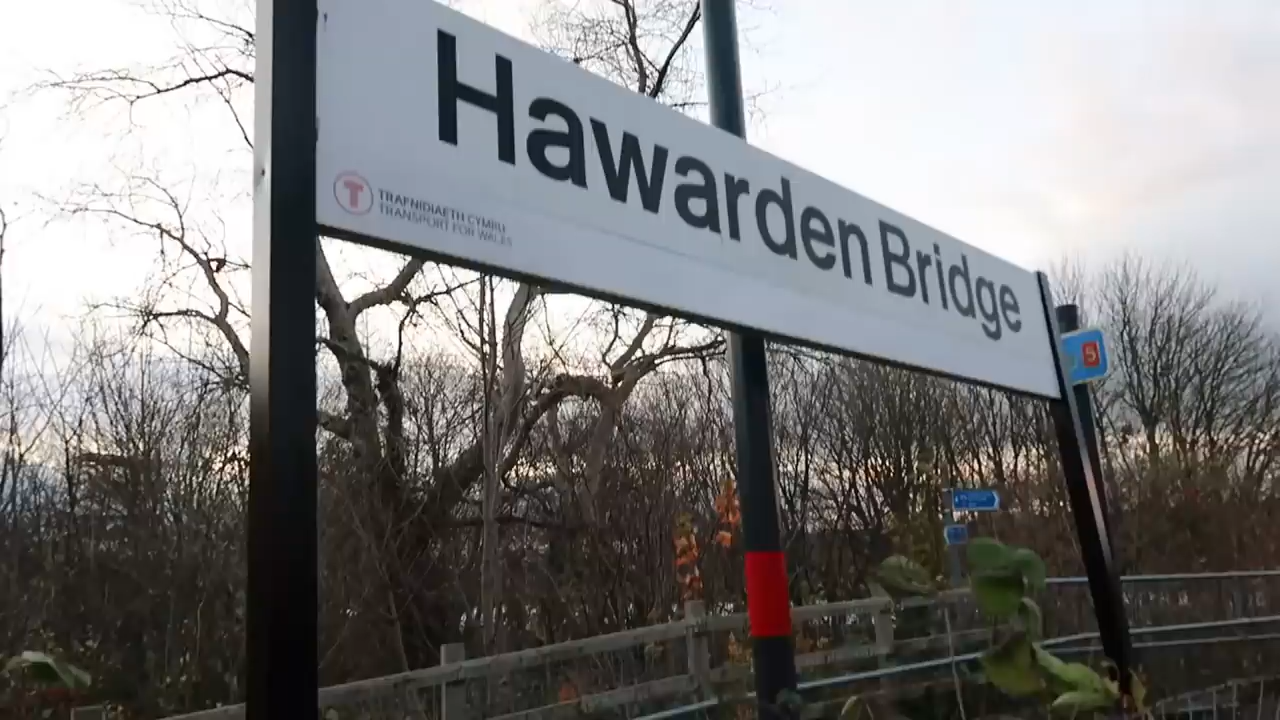 Hawarden Bridge
T
TRAFNIDIAETH CYMRU
TRANSPORT FOR WALES
5